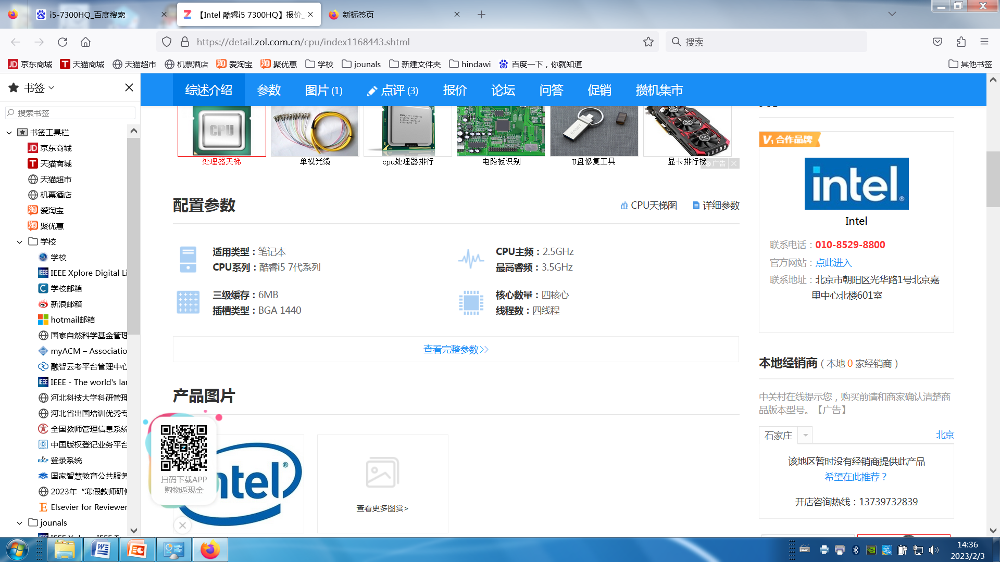 i5-7300HQ_百度搜索
【Intel 酷睿i5 7300HQ】报价_
新标签页
https://detail.zol.com.cn/cpu/index1168443.shtml
搜索
京东商城
天猫商城
天猫超市
机票酒店
爱淘宝
聚优惠
学校
jounals
新建文件夹
hindawi
百度一下，你就知道
其他书签
书签
搜索书签
书签工具栏
京东商城
天猫商城
天猫超市
机票酒店
爱淘宝
聚优惠
学校
学校
IEEE Xplore Digital Li
学校邮箱
新浪邮箱
hotmail邮箱
国家自然科学基金管理
myACM – Associatio
融智云考平台管理中心
IEEE - The world's lar
河北科技大学科研管理
河北省出国培训优秀专
全国教师管理信息系统
中国版权登记业务平台
登录系统
国家智慧教育公共服务
2023年“寒假教师研修
Elsevier for Reviewer
jounals
综述介绍
参数
图片 (1)
点评 (3)
报价
论坛
问答
促销
攒机集市
处理器天梯
单模光缆
cpu处理器排行
电路板识别
U盘修复工具
显卡排行榜
广告
配置参数
CPU天梯图
详细参数
适用类型：笔记本
CPU系列：酷睿i5 7代系列
CPU主频：2.5GHz
最高睿频：3.5GHz
三级缓存：6MB
插槽类型：BGA 1440
核心数量：四核心
线程数：四线程
查看完整参数>>
产品图片
扫码下载APP
购物返现金
intel
查看更多图赏>
V1 合作品牌
intel
Intel
联系电话：010-8529-8800
官方网站：点此进入
联系地址：北京市朝阳区光华路1号北京嘉
里中心北楼601室
本地经销商 ( 本地 0 家经销商 )
中关村在线提示您，购买前请和商家确认清楚商
品版本型号。【广告】
石家庄
北京
该地区暂时没有经销商提供此产品
希望在此推荐？
开店咨询热线：13739732839
14:36
2023/2/3